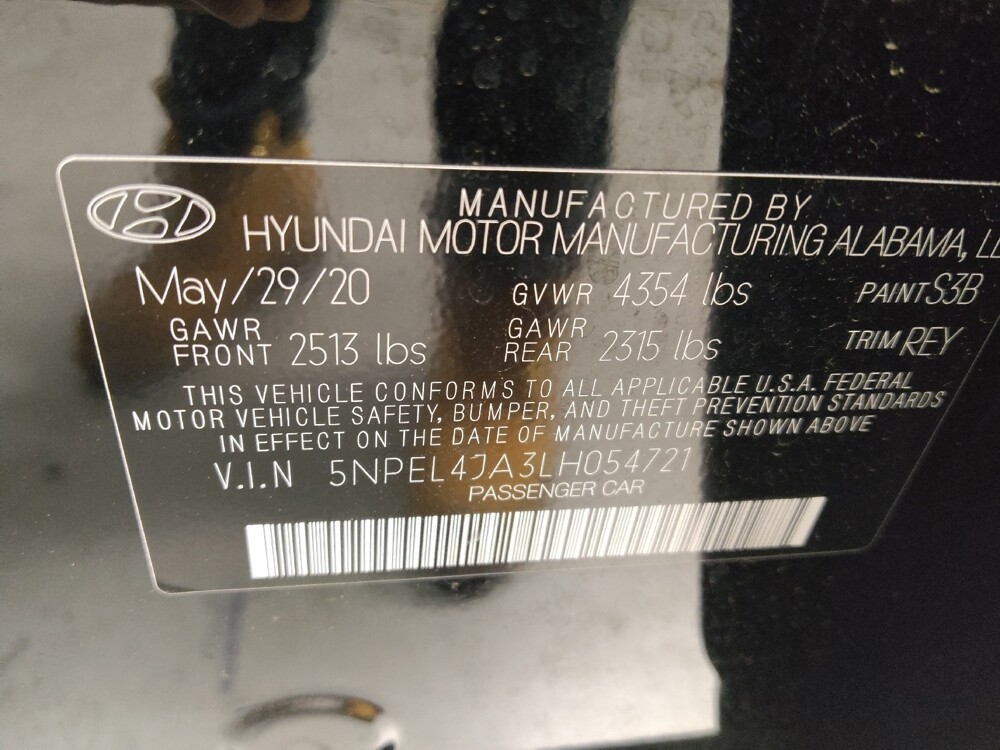 MANUFACTURED BY
HYUNDAI MOTOR MANUFACTURING ALABAMA, LL
May/29/20 GVWR 4354 lbs PAINT S3B
GAWR FRONT 2513 lbs GAWR REAR 2315 lbs TRIM REY
THIS VEHICLE CONFORMS TO ALL APPLICABLE U.S.A. FEDERAL
MOTOR VEHICLE SAFETY, BUMPER, AND THEFT PREVENTION STANDARDS
IN EFFECT ON THE DATE OF MANUFACTURE SHOWN ABOVE
V.I.N 5NPEL4JA3LH054721
PASSENGER CAR